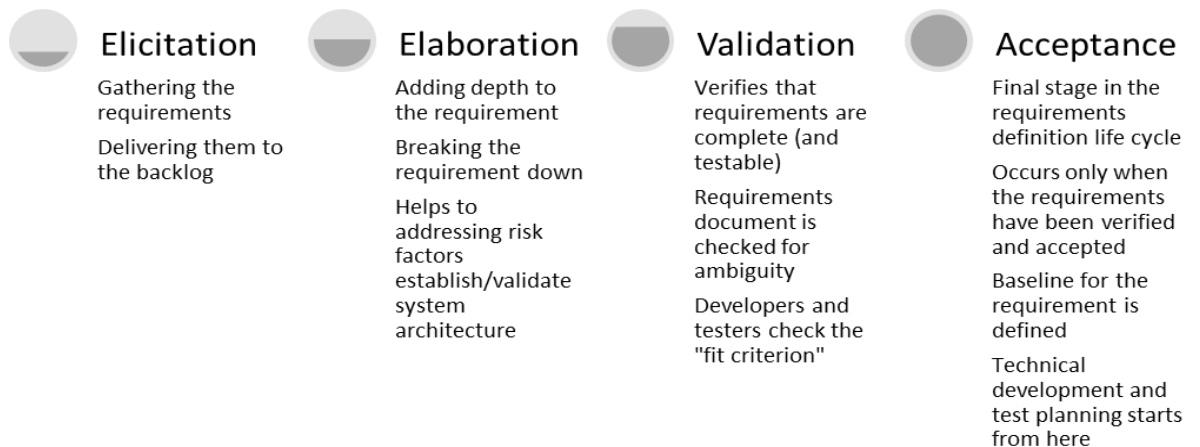 Elicitation
Gathering the
requirements
Delivering them to
the backlog
Elaboration
Adding depth to
the requirement
Breaking the
requirement down
Helps to
addressing risk
factors
establish/validate
system
architecture
Validation
Verifies that
requirements are
complete (and
testable)
Requirements
document is
checked for
ambiguity
Developers and
testers check the
"fit criterion"
Acceptance
Final stage in the
requirements
definition life cycle
Occurs only when
the requirements
have been verified
and accepted
Baseline for the
requirement is
defined
Technical
development and
test planning starts
from here